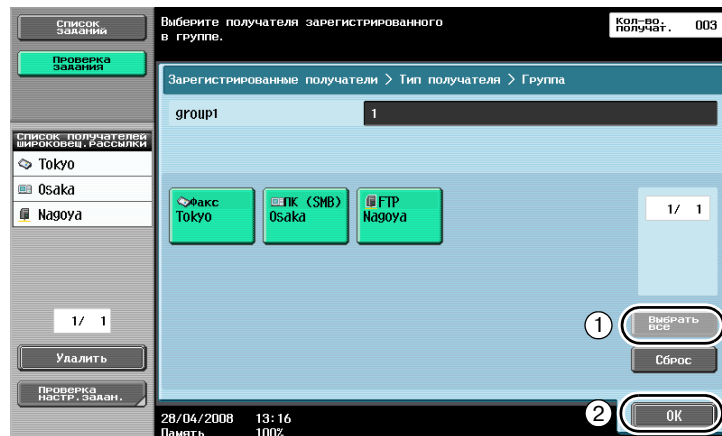 Список
заданий
Проверка
задания
Список получателей
широковещ.рассылки
Tokyo
Osaka
Nagoya
1/ 1
Удалить
Проверка
настр.задан.
Выберите получателя зарегистрированного
в группе.
Кол-во.
получат. 003
Зарегистрированные получатели > Тип получателя > Группа
group1 1
Факс
Tokyo
ПК (SMB)
Osaka
FTP
Nagoya
1/ 1
1
Выбрать
все
Сброс
2
OK
28/04/2008 13:16
Память 100%